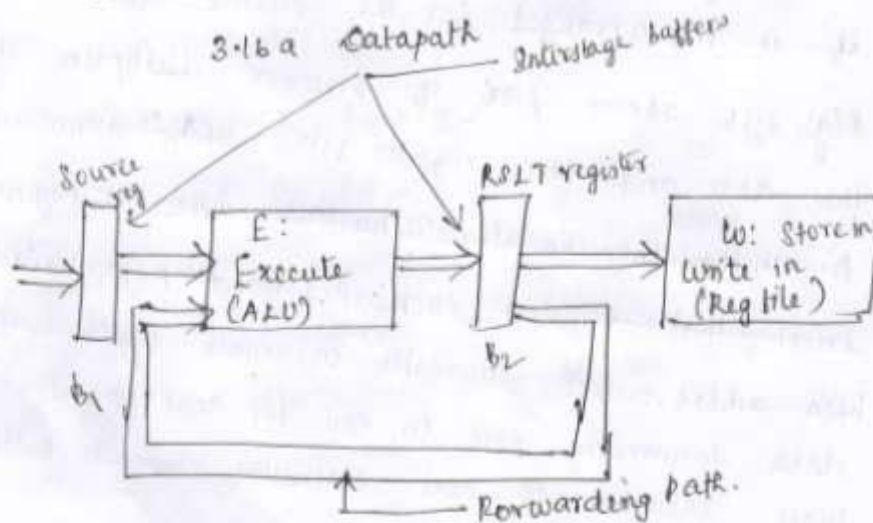 3.16 a Datapath
Interstage buffers
Source
reg
RSLT register
E:
Execute
(ALU)
W: Store in
Write in
(Reg file)
B1
B2
Forwarding path.